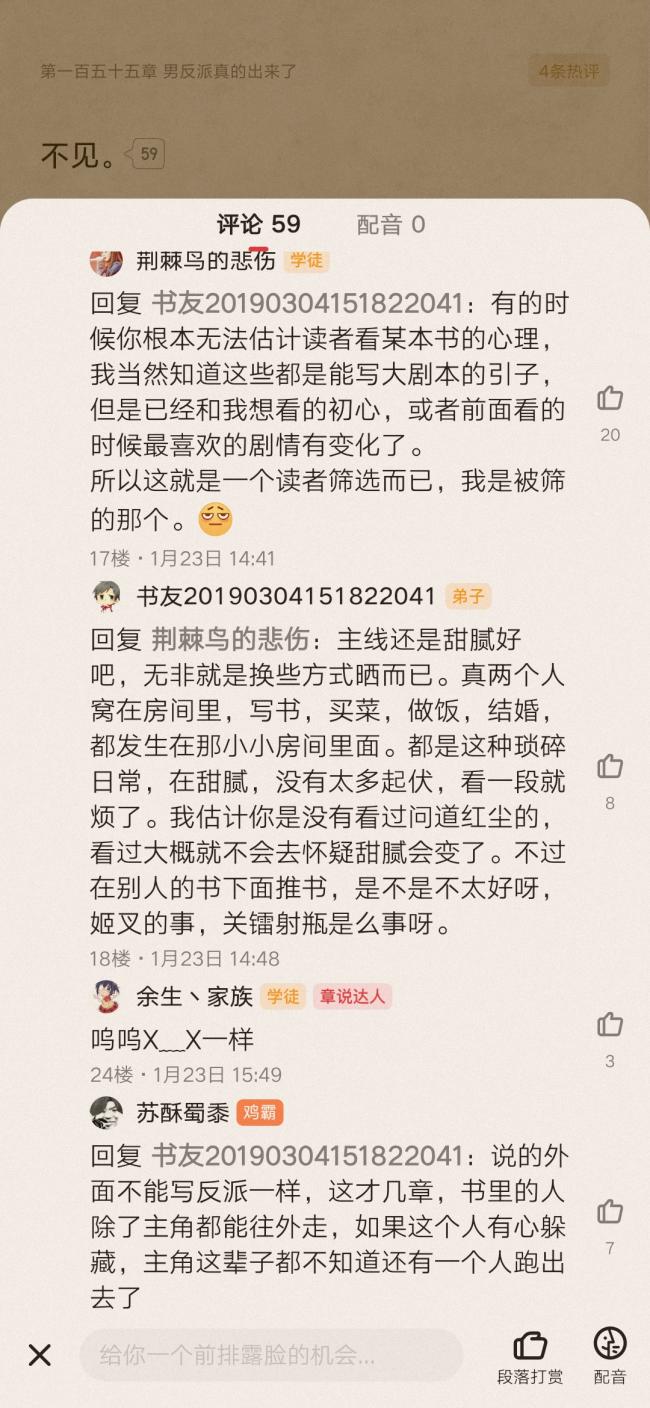 第一百五十五章 男反派真的出来了
4条热评
不见。
59
评论 59
配音 0
荆棘鸟的悲伤 学徒
回复 书友20190304151822041：有的时
候你根本无法估计读者看某本书的心理，
我当然知道这些都是能写大剧本的引子，
但是已经和我想看的初心，或者前面看的
时候最喜欢的剧情有变化了。
所以这就是一个读者筛选而已，我是被筛
的那个。
20
17楼·1月23日 14:41
书友20190304151822041 弟子
回复 荆棘鸟的悲伤：主线还是甜腻好
吧，无非就是换些方式晒而已。真两个人
窝在房间里，写书，买菜，做饭，结婚，
都发生在那小小房间里面。都是这种琐碎
日常，在甜腻，没有太多起伏，看一段就
烦了。我估计你是没有看过问道红尘的，
看过大概就不会去怀疑甜腻会变了。不过
在别人的书下面推书，是不是不太好呀，
姬叉的事，关镭射瓶是么事呀。
8
18楼·1月23日 14:48
余生丶家族 学徒 章说达人
呜呜X﹏X一样
3
24楼·1月23日 15:49
苏酥蜀黍 鸡霸
回复 书友20190304151822041：说的外
面不能写反派一样，这才几章，书里的人
除了主角都能往外走，如果这个人有心躲
藏，主角这辈子都不知道还有一个人跑出
去了
7
给你一个前排露脸的机会...
段落打赏
配音